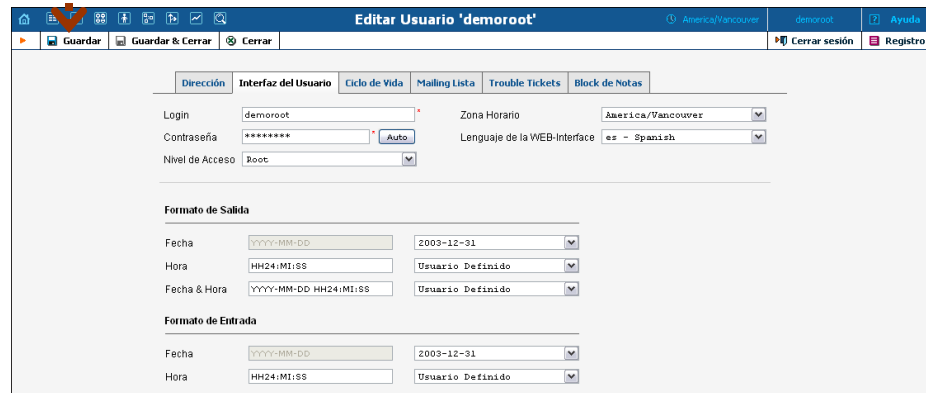 Editar Usuario 'demoroot' America/Vancouver demoroot ? Ayuda
Guardar Guardar & Cerrar Cerrar Cerrar sesión Registro
Dirección Interfaz del Usuario Ciclo de Vida Mailing Lista Trouble Tickets Block de Notas
Login demoroot * Zona Horario America/Vancouver
Contraseña ******** * Auto Lenguaje de la WEB-Interface es - Spanish
Nivel de Acceso Root
Formato de Salida
Fecha YYYY-MM-DD 2003-12-31
Hora HH24:MI:SS Usuario Definido
Fecha & Hora YYYY-MM-DD HH24:MI:SS Usuario Definido
Formato de Entrada
Fecha YYYY-MM-DD 2003-12-31
Hora HH24:MI:SS Usuario Definido